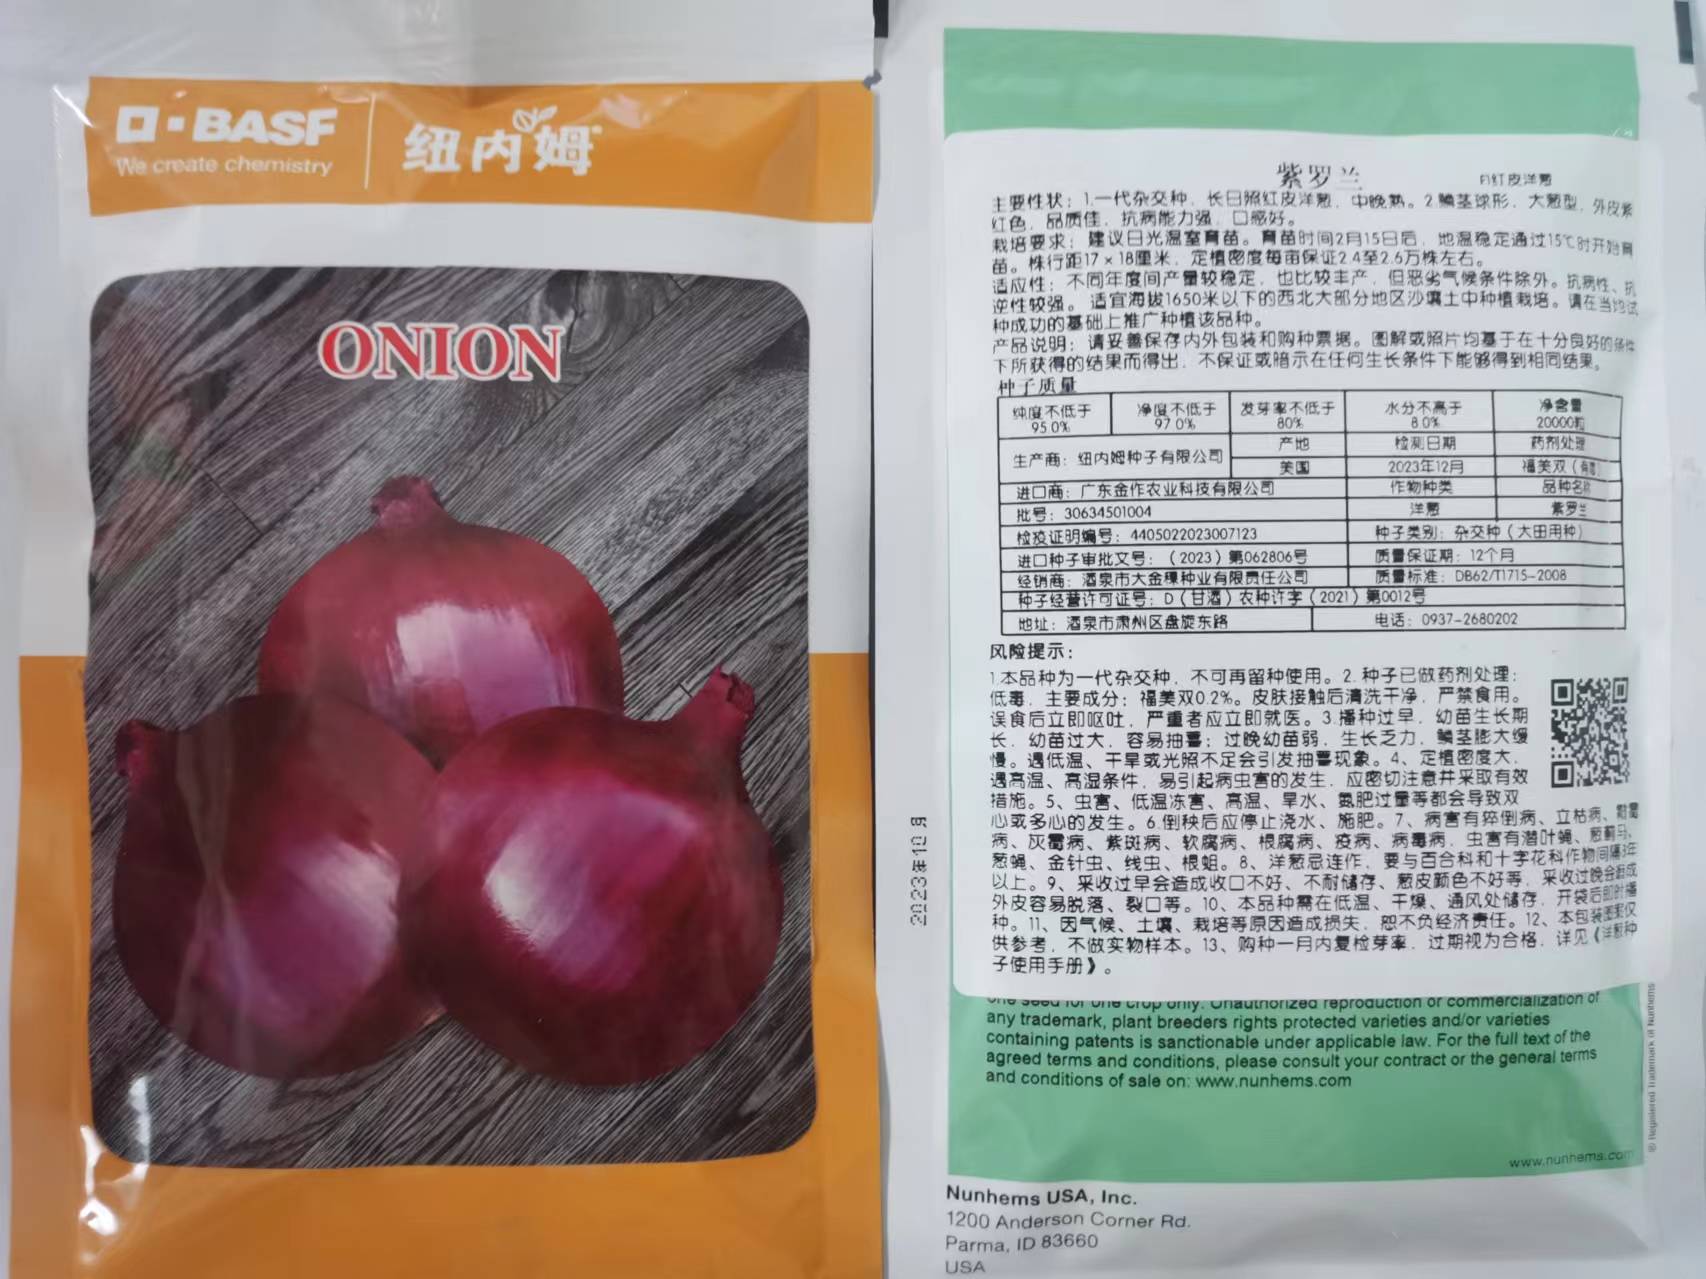 BASF
We create chemistry
纽内姆
ONION
紫罗兰
红皮洋葱
主要性状：1.一代杂交种，长日照红皮洋葱，中晚熟。2.鳞茎球形，大葱型，外皮紫
红色，品质佳，抗病能力强，口感好。
栽培要求：建议日光温室育苗。育苗时间2月15日后，地温稳定通过15℃时开始育
苗。株行距17×18厘米，定植密度每亩保证2.4至2.6万株左右。
适应性：不同年度间产量较稳定，也比较丰产，但恶劣气候条件除外。抗病性、抗
逆性较强。适宜海拔1650米以下的西北大部分地区沙壤土中种植栽培。请在当地试
种成功的基础上推广种植该品种。
产品说明：请妥善保存内外包装和购种票据。图解或照片均基于在十分良好的条件
下所获得的结果而得出，不保证或暗示在任何生长条件下能够得到相同结果。
种子质量
纯度不低于 净度不低于 发芽率不低于 水分不高于 净含量
95.0% 97.0% 80% 8.0% 20000粒
生产商：纽内姆种子有限公司 产地 检测日期 药剂处理
美国 2023年12月 福美双（有毒）
进口商：广东金作农业科技有限公司 作物种类 品种名称
批号：30634501004 洋葱 紫罗兰
检疫证明编号：4405022023007123 种子类别：杂交种（大田用种）
进口种子审批文号：（2023）第062806号 质量保证期：12个月
经销商：酒泉市大金稞种业有限责任公司 质量标准：DB62/T1715-2008
种子经营许可证号：D（甘酒）农种许字（2021）第0012号
地址：酒泉市肃州区盘旋东路 电话：0937-2680202
风险提示：
1.本品种为一代杂交种，不可再留种使用。2.种子已做药剂处理；
低毒，主要成分：福美双0.2%。皮肤接触后清洗干净，严禁食用。
误食后立即呕吐，严重者应立即就医。3.播种过早，幼苗生长期
长，幼苗过大，容易抽薹；过晚幼苗弱，生长乏力，鳞茎膨大缓
慢。遇低温、干旱或光照不足会引发抽薹现象。4、定植密度大，
遇高温、高湿条件，易引起病虫害的发生，应密切注意并采取有效
措施。5、虫害、低温冻害、高温、旱水、氮肥过量等都会导致双
心或多心的发生。6.倒秧后应停止浇水、施肥。7、病害有猝倒病、立枯病、霜霉
病、灰霉病、紫斑病、软腐病、根腐病、疫病、病毒病，虫害有潜叶蝇、葱蓟马、
葱蝇、金针虫、线虫、根蛆。8、洋葱忌连作，要与百合科和十字花科作物间隔3年
以上。9、采收过早会造成收口不好、不耐储存、葱皮颜色不好等，采收过晚会造成
外皮容易脱落、裂口等。10、本品种需在低温、干燥、通风处储存，开袋后即时播
种。11、因气候、土壤、栽培等原因造成损失，恕不负经济责任。12、本包装图案仅
供参考，不做实物样本。13、购种一月内复检芽率，过期视为合格，详见《洋葱种
子使用手册》。
2023年10月
one seed for one crop only. Unauthorized reproduction or commercialization of
any trademark, plant breeders rights protected varieties and/or varieties
containing patents is sanctionable under applicable law. For the full text of the
agreed terms and conditions, please consult your contract or the general terms
and conditions of sale on: www.nunhems.com
® Registered Trademark of Nunhems
www.nunhems.com
Nunhems USA, Inc.
1200 Anderson Corner Rd.
Parma, ID 83660
USA